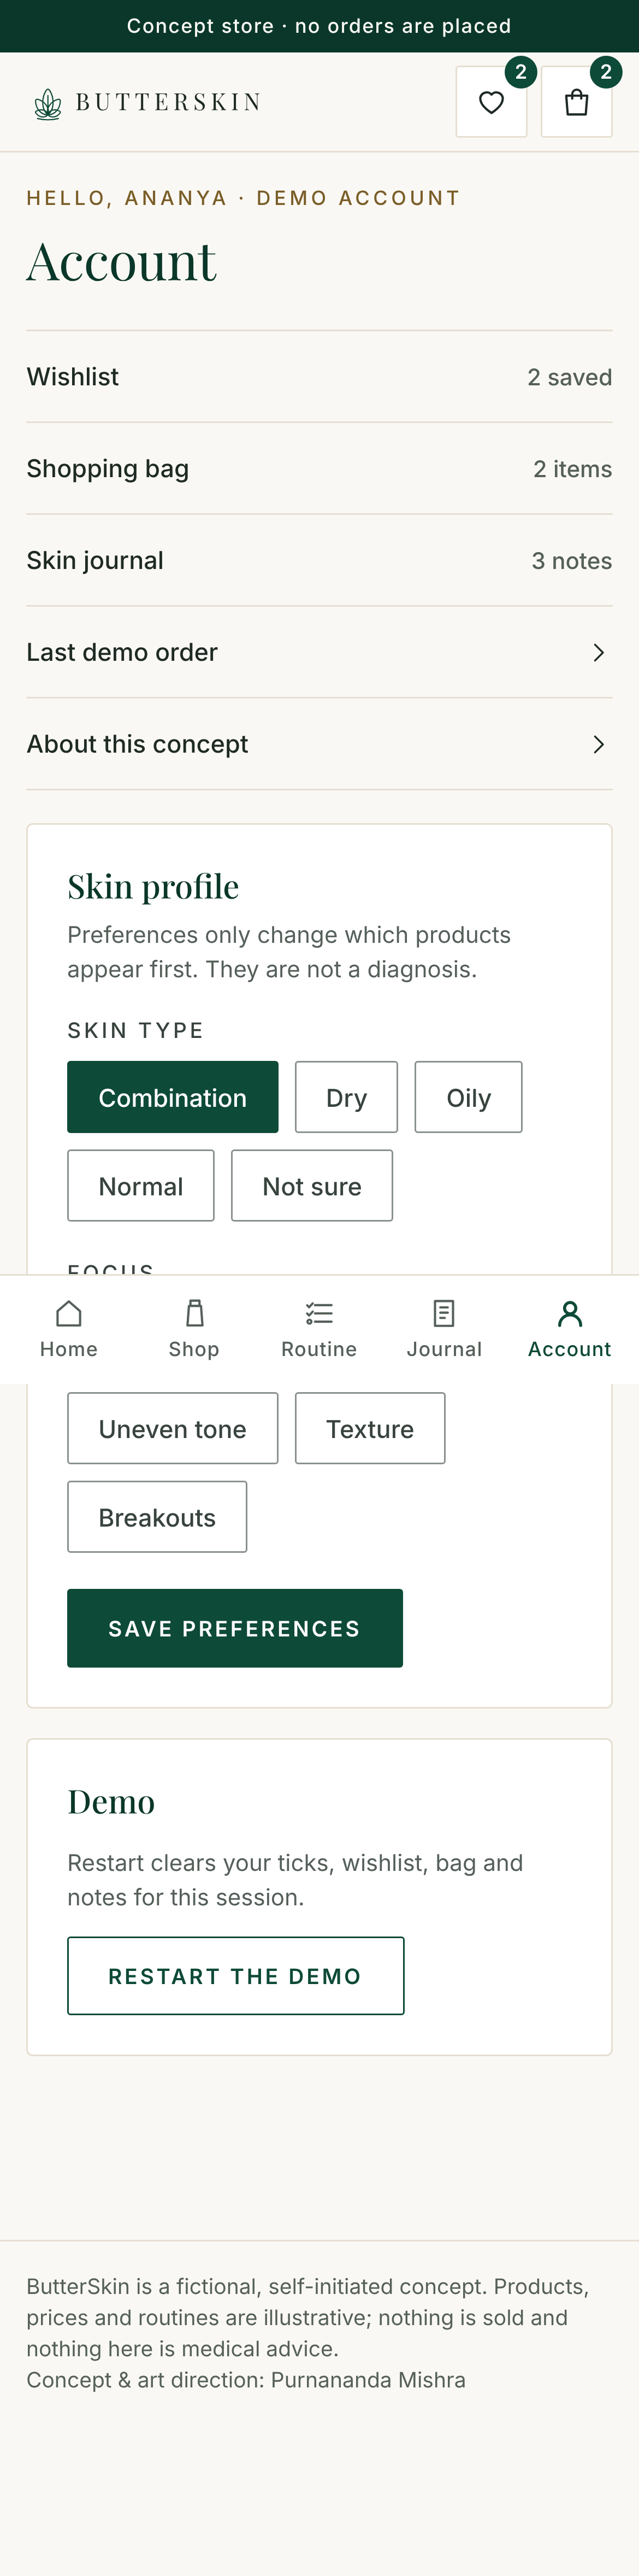 Concept store · no orders are placed
BUTTERSKIN
2
2
HELLO, ANANYA · DEMO ACCOUNT
Account
Wishlist
2 saved
Shopping bag
2 items
Skin journal
3 notes
Last demo order
About this concept
Skin profile
Preferences only change which products
appear first. They are not a diagnosis.
SKIN TYPE
Combination
Dry
Oily
Normal
Not sure
FOCUS
Home
Shop
Routine
Journal
Account
Uneven tone
Texture
Breakouts
SAVE PREFERENCES
Demo
Restart clears your ticks, wishlist, bag and
notes for this session.
RESTART THE DEMO
ButterSkin is a fictional, self-initiated concept. Products,
prices and routines are illustrative; nothing is sold and
nothing here is medical advice.
Concept & art direction: Purnananda Mishra